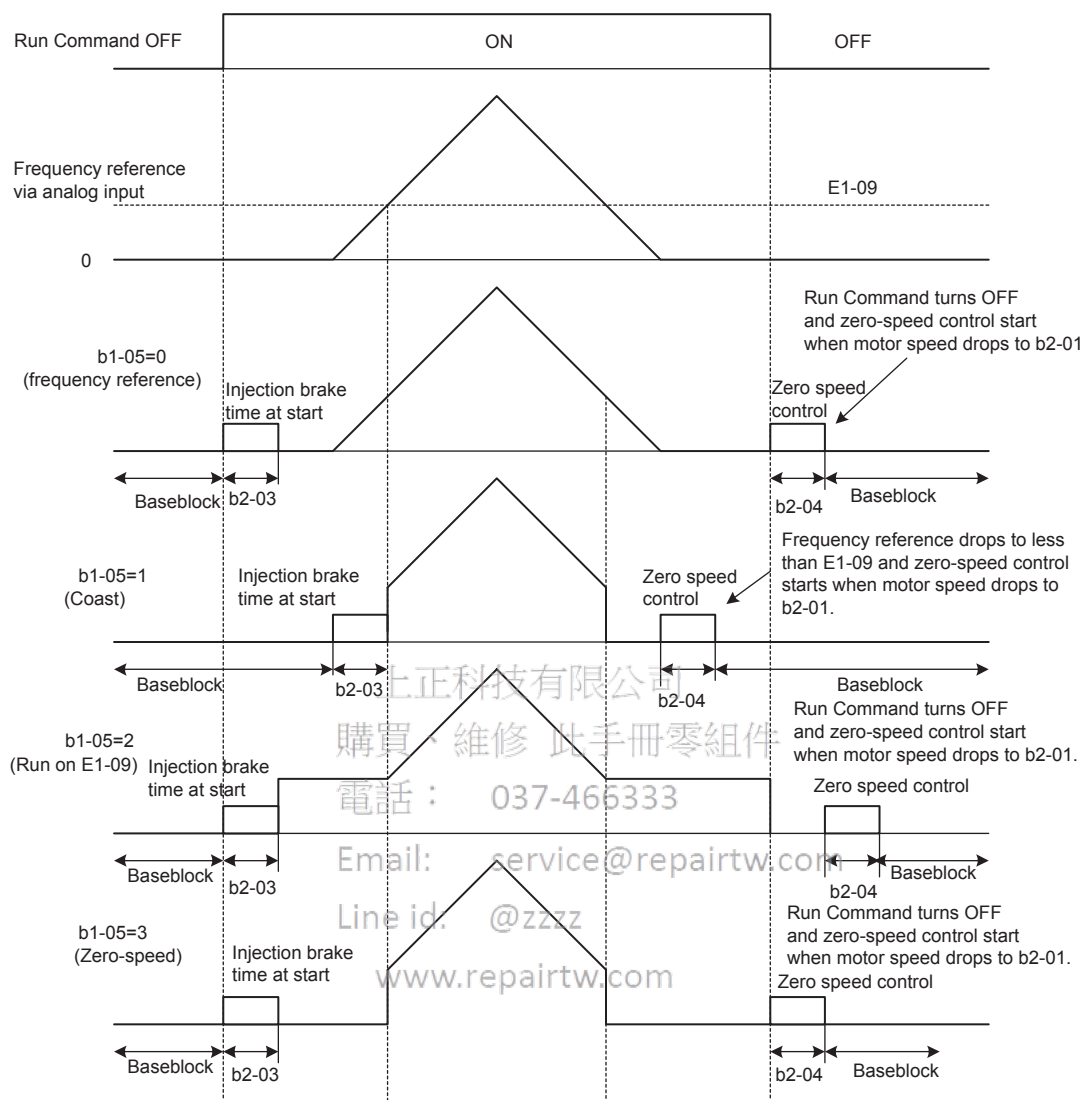 Run Command OFF
ON
OFF
Frequency reference
via analog input
E1-09
0
Run Command turns OFF
and zero-speed control start
when motor speed drops to b2-01
b1-05=0
(frequency reference)
Injection brake
time at start
Zero speed
control
Baseblock
b2-03
b2-04
Baseblock
Frequency reference drops to less
than E1-09 and zero-speed control
starts when motor speed drops to
b2-01.
b1-05=1
(Coast)
Injection brake
time at start
Zero speed
control
Baseblock
b2-03
b2-04
Baseblock
上正科技有限公司
Run Command turns OFF
and zero-speed control start
when motor speed drops to b2-01.
購買、維修 此手冊零組件
b1-05=2
(Run on E1-09)
Injection brake
time at start
Zero speed control
電話： 037-466333
Baseblock
b2-03
b2-04
Baseblock
Email: service@repairtw.com
Line id: @zzzz
Run Command turns OFF
and zero-speed control start
when motor speed drops to b2-01.
b1-05=3
(Zero-speed)
Injection brake
time at start
Zero speed control
www.repairtw.com
Baseblock
b2-03
b2-04
Baseblock